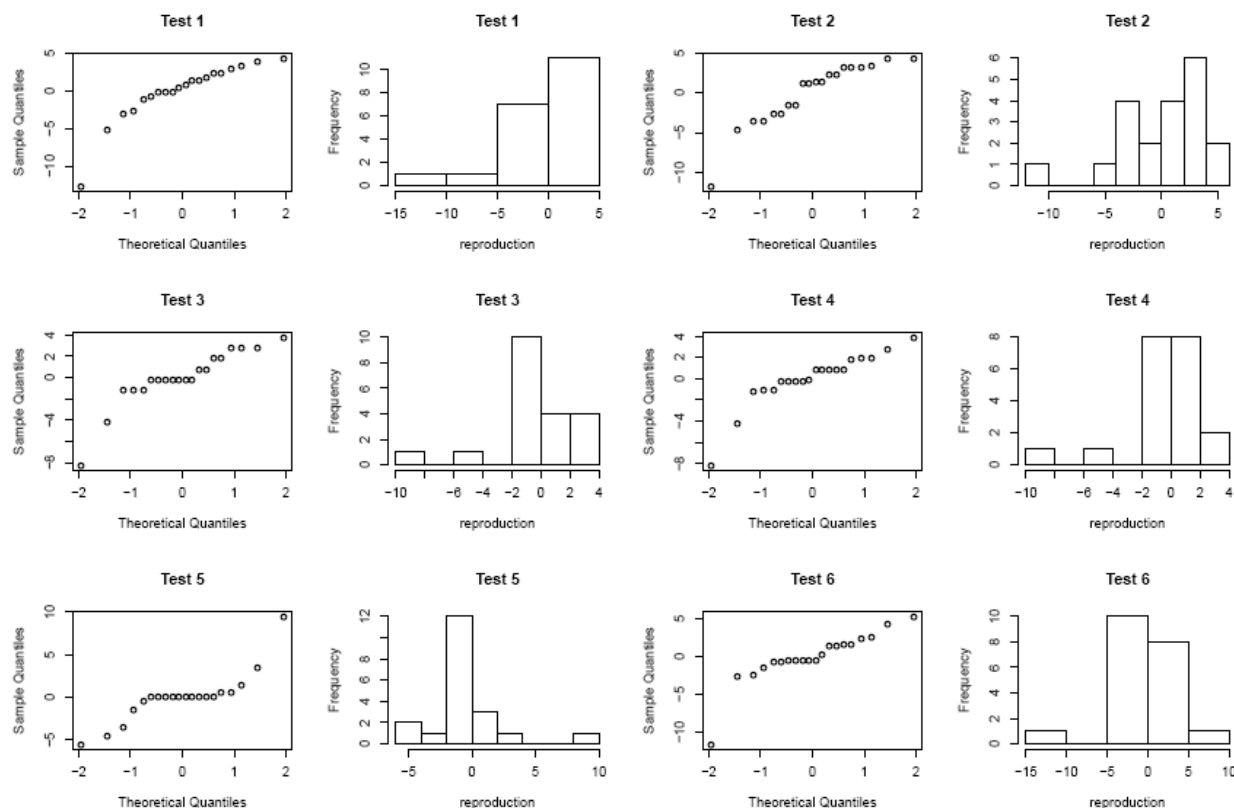 Test 1
Sample Quantiles
5
0
−5
−10
−2 −1 0 1 2
Theoretical Quantiles
Test 1
Frequency
10
8
6
4
2
0
−15 −10 −5 0 5
reproduction
Test 2
Sample Quantiles
5
0
−5
−10
−2 −1 0 1 2
Theoretical Quantiles
Test 2
Frequency
6
5
4
3
2
1
0
−10 −5 0 5
reproduction
Test 3
Sample Quantiles
4
2
0
−4
−8
−2 −1 0 1 2
Theoretical Quantiles
Test 3
Frequency
10
8
6
4
2
0
−10 −6 −4 −2 0 2 4
reproduction
Test 4
Sample Quantiles
4
2
0
−4
−8
−2 −1 0 1 2
Theoretical Quantiles
Test 4
Frequency
8
6
4
2
0
−10 −6 −4 −2 0 2 4
reproduction
Test 5
Sample Quantiles
10
5
0
−5
−2 −1 0 1 2
Theoretical Quantiles
Test 5
Frequency
12
8
6
4
2
0
−5 0 5 10
reproduction
Test 6
Sample Quantiles
5
0
−5
−10
−2 −1 0 1 2
Theoretical Quantiles
Test 6
Frequency
10
8
6
4
2
0
−15 −10 −5 0 5 10
reproduction